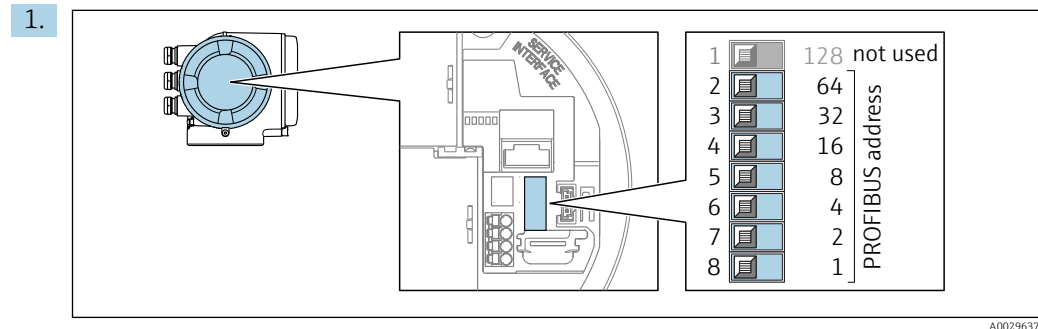 1.
SERVICE
INTERFACE
1 128 not used
2 64
3 32
4 16
5 8
6 4
7 2
8 1
PROFIBUS address
A0029637